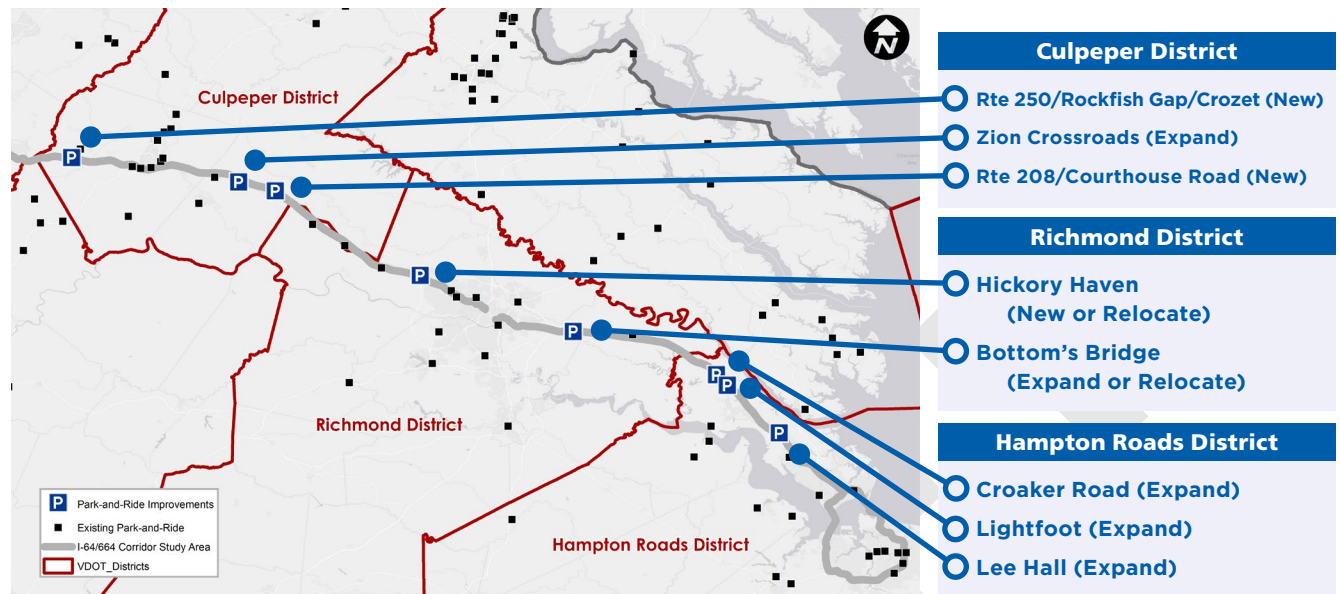 N
Culpeper District
Richmond District
Hampton Roads District
P
P
P
P
P
P
P
P
P Park-and-Ride Improvements
Existing Park-and-Ride
I-64/664 Corridor Study Area
VDOT_Districts
Culpeper District
Rte 250/Rockfish Gap/Crozet (New)
Zion Crossroads (Expand)
Rte 208/Courthouse Road (New)
Richmond District
Hickory Haven
(New or Relocate)
Bottom's Bridge
(Expand or Relocate)
Hampton Roads District
Croaker Road (Expand)
Lightfoot (Expand)
Lee Hall (Expand)